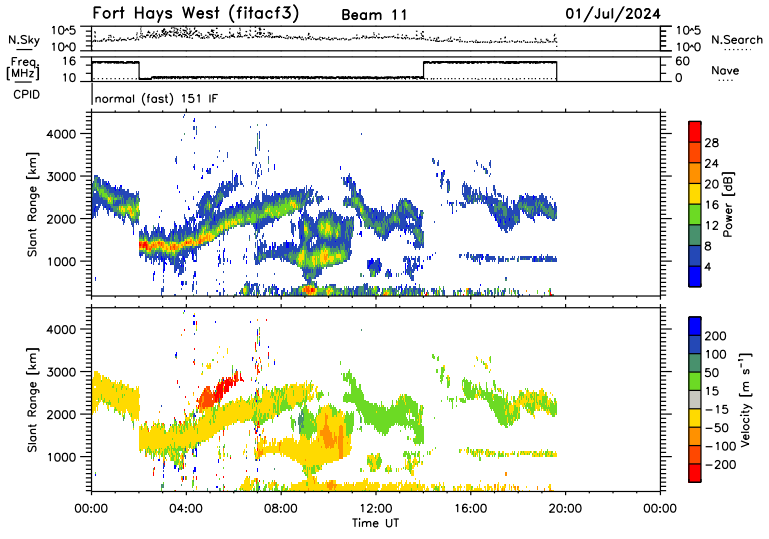 Fort Hays West (fitacf3) Beam 11 01/Jul/2024
N.Sky 10^5 10^0 10^5 10^0 N.Search
Freq. [MHz] 16 10 60 0 Nave
CPID normal (fast) 151 IF
Slant Range [km] 4000 3000 2000 1000
28 24 20 16 12 8 4 Power [dB]
Slant Range [km] 4000 3000 2000 1000
200 100 50 15 -15 -50 -100 -200 Velocity [m s⁻¹]
00:00 04:00 08:00 12:00 16:00 20:00 00:00
Time UT